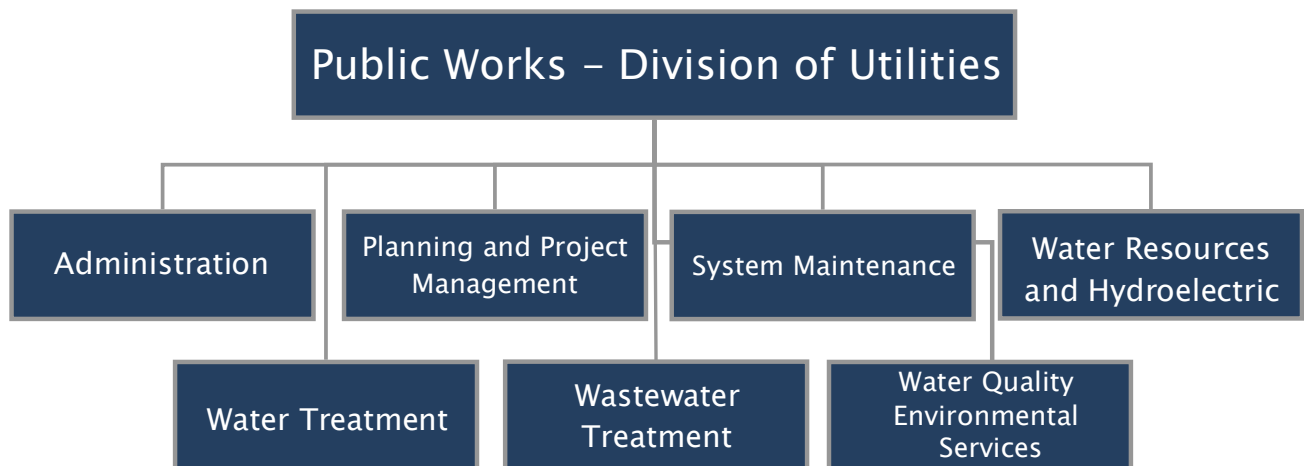 Public Works – Division of Utilities
Administration
Planning and Project
Management
System Maintenance
Water Resources
and Hydroelectric
Water Treatment
Wastewater
Treatment
Water Quality
Environmental
Services